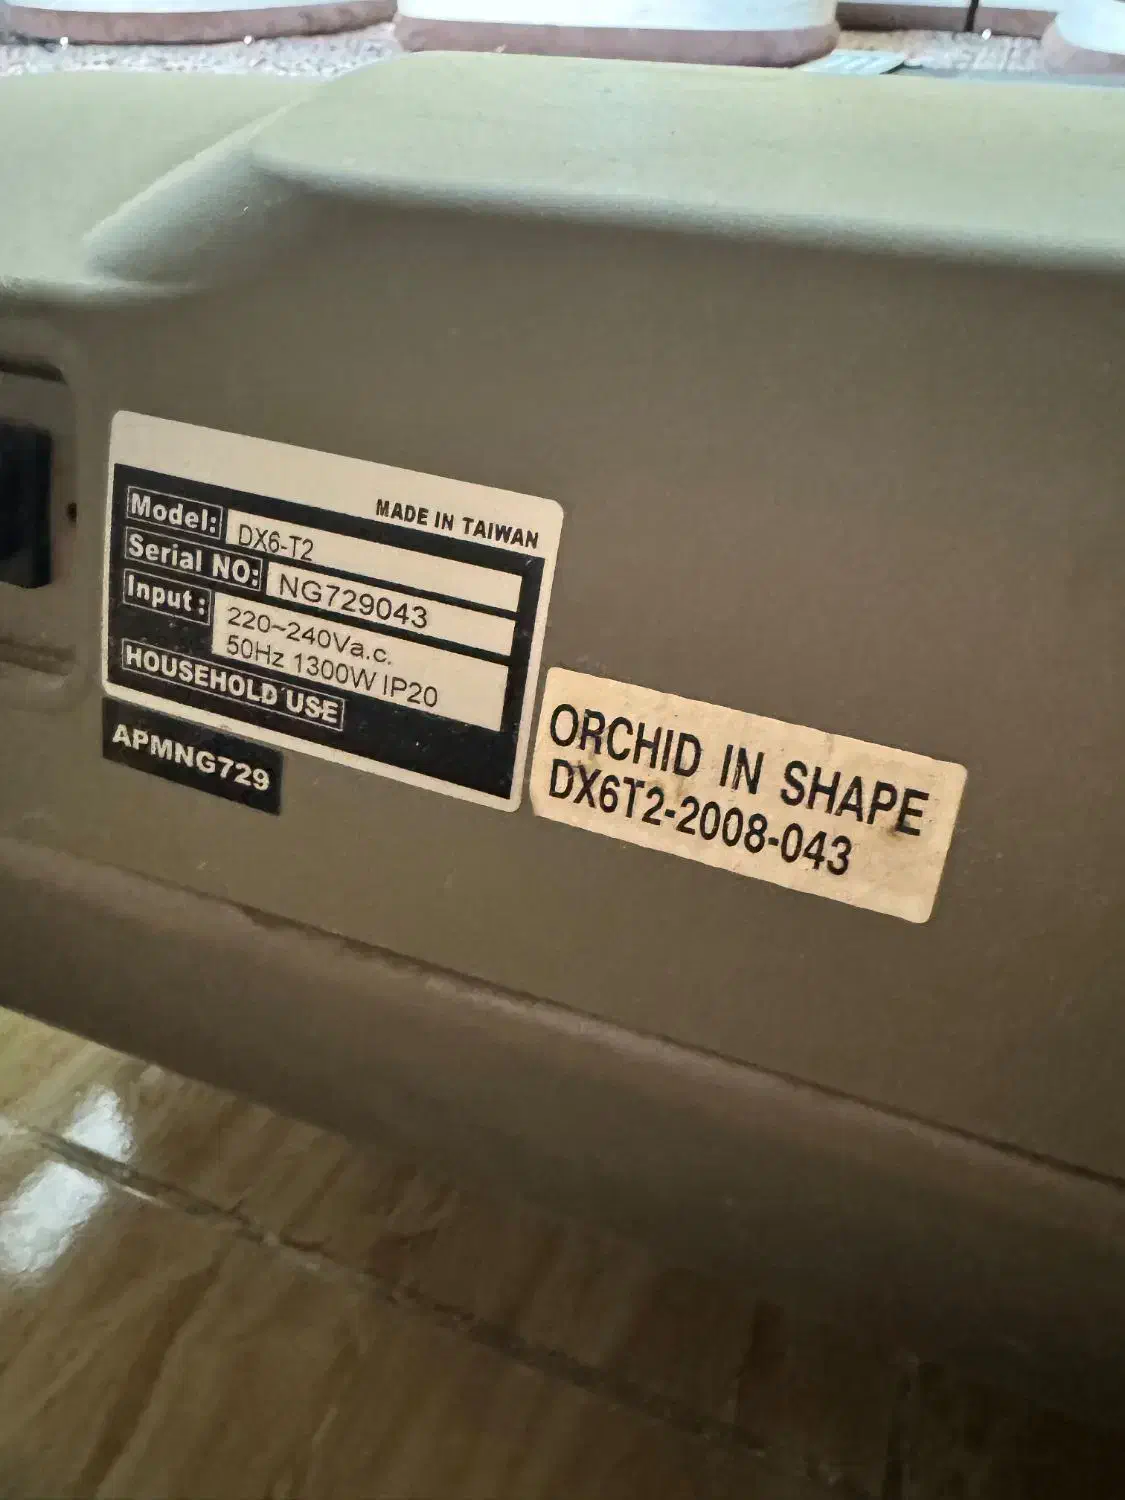 MADE IN TAIWAN
Model: DX6-T2
Serial NO: NG729043
Input: 220~240Va.c.
50Hz 1300W IP20
HOUSEHOLD USE
APMNG729
ORCHID IN SHAPE
DX6T2-2008-043